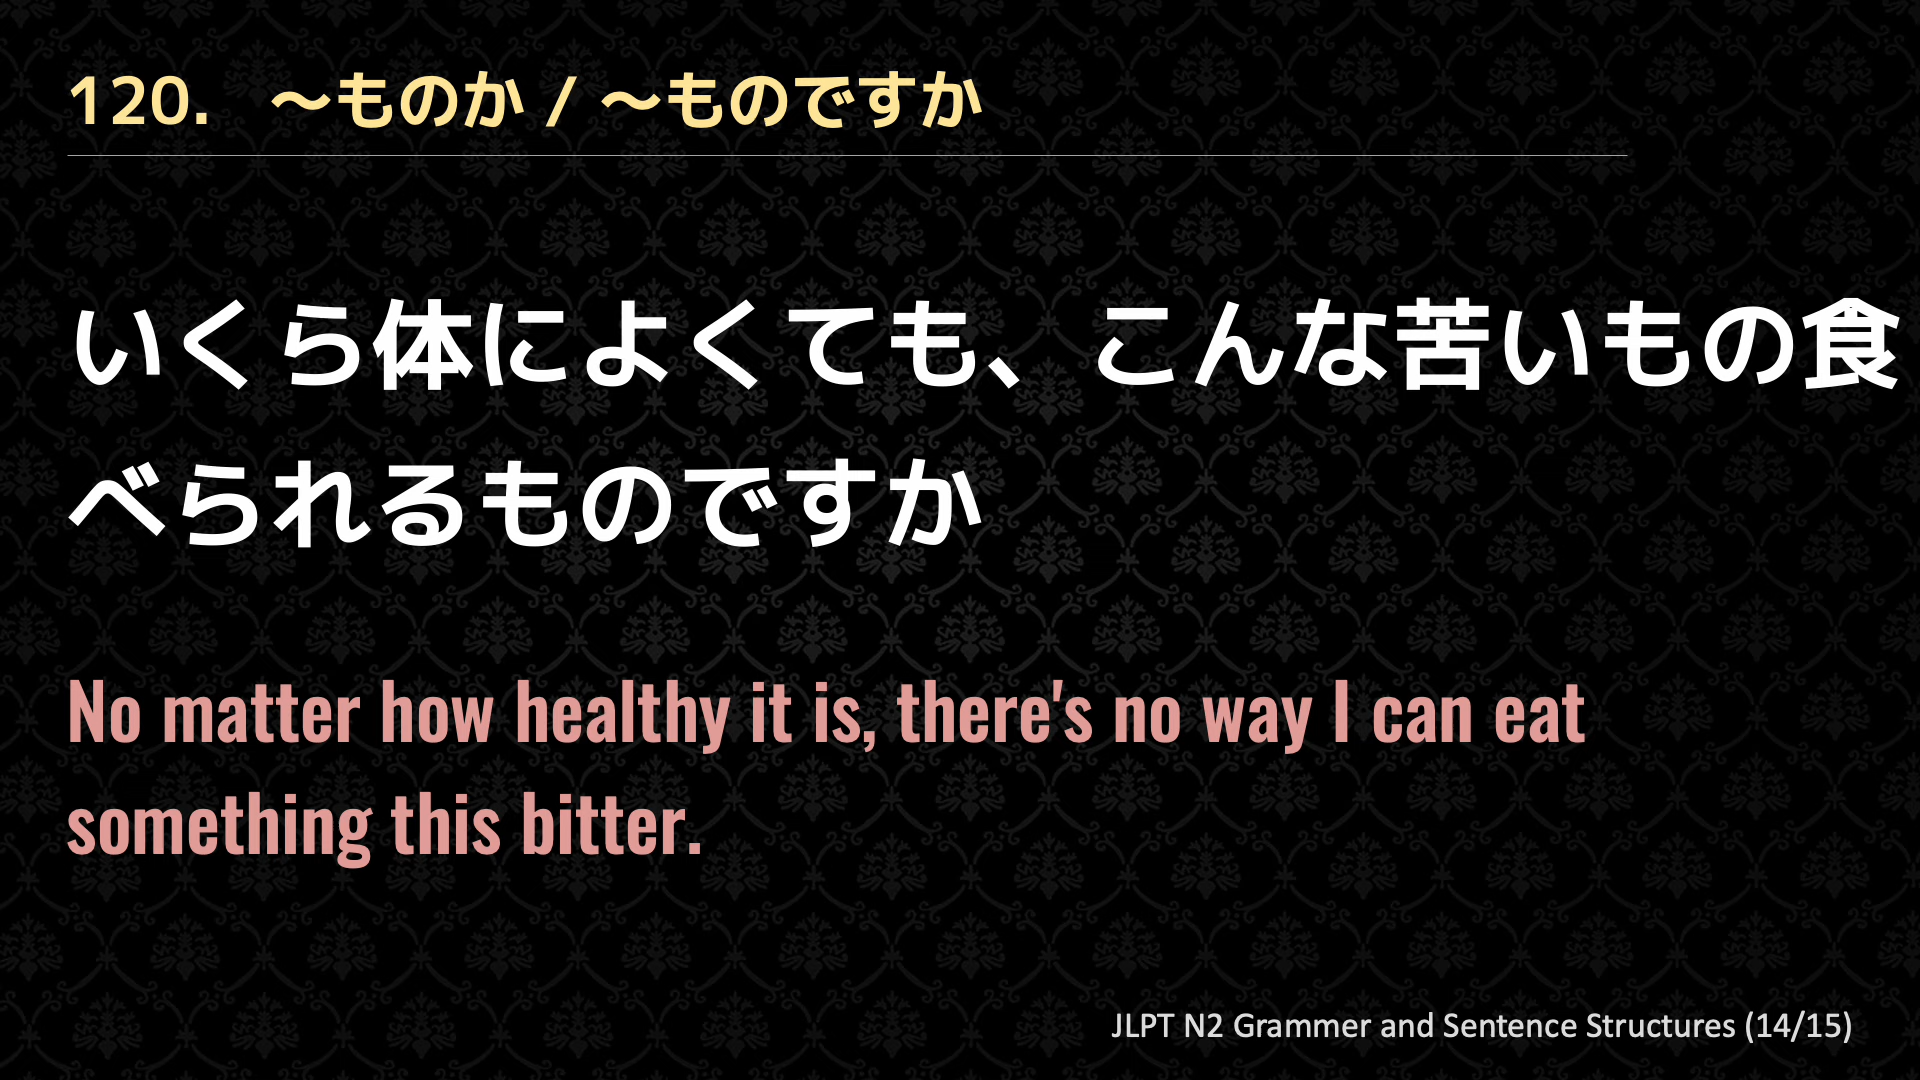 120.　～ものか / ～ものですか
いくら体によくても、こんな苦いもの食
べられるものですか
No matter how healthy it is, there's no way I can eat
something this bitter.
JLPT N2 Grammer and Sentence Structures (14/15)